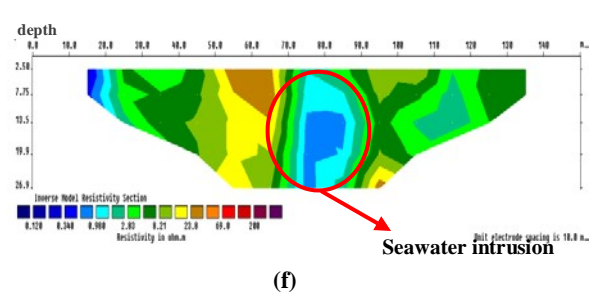 depth
0.0 10.0 20.0 30.0 40.0 50.0 60.0 70.0 80.0 90.0 100 110 120 130 140
2.50
7.75
13.5
19.9
26.9
Inverse Model Resistivity Section
0.120 0.340 0.980 2.83 8.21 23.8 69.0 200
Resistivity in ohm.m
Unit electrode spacing is 10.0 m.
Seawater intrusion
(f)